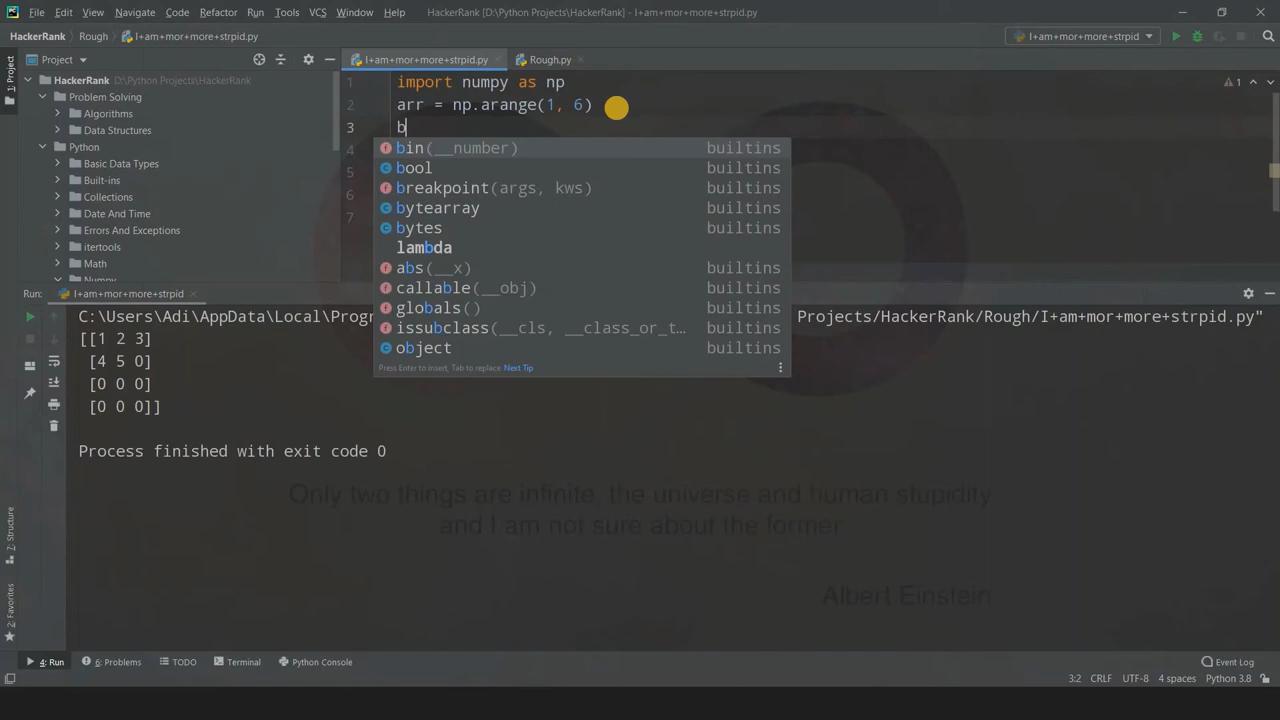 File Edit View Navigate Code Refactor Run Tools VCS Window Help HackerRank [D:\Python Projects\HackerRank] - I+am+mor+more+strpid.py
HackerRank Rough I+am+mor+more+strpid.py I+am+mor+more+strpid
1: Project
Project
I+am+mor+more+strpid.py Rough.py
HackerRank D:\Python Projects\HackerRank
Problem Solving
Algorithms
Data Structures
Python
Basic Data Types
Built-ins
Collections
Date And Time
Errors And Exceptions
itertools
Math
Numpy
1 import numpy as np
2 arr = np.arange(1, 6)
3 b
4
5
6
7
1
bin(__number) builtins
bool builtins
breakpoint(args, kws) builtins
bytearray builtins
bytes builtins
lambda
abs(__x) builtins
callable(__obj) builtins
globals() builtins
issubclass(__cls, __class_or_t… builtins
object builtins
Press Enter to insert, Tab to replace Next Tip
Run: I+am+mor+more+strpid
C:\Users\Adi\AppData\Local\Progr Projects/HackerRank/Rough/I+am+mor+more+strpid.py"
[[1 2 3]
[4 5 0]
[0 0 0]
[0 0 0]]
Process finished with exit code 0
Only two things are infinite, the universe and human stupidity
and I am not sure about the former
Albert Einstein
7: Structure
2: Favorites
4: Run 6: Problems TODO Terminal Python Console Event Log
3:2 CRLF UTF-8 4 spaces Python 3.8